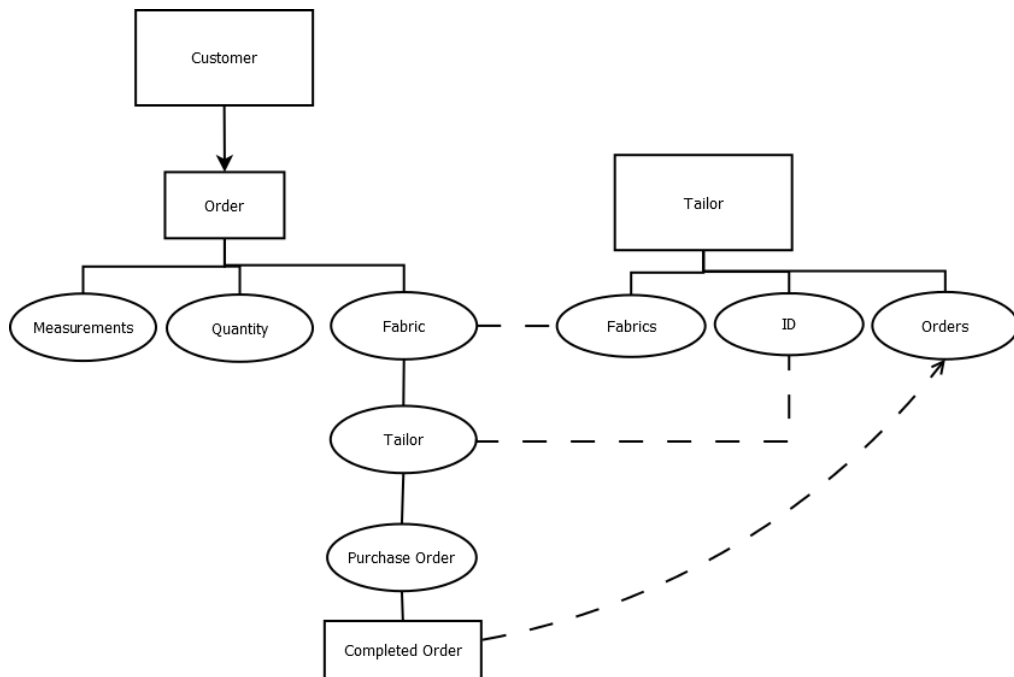 Customer
Order
Tailor
Measurements
Quantity
Fabric
Fabrics
ID
Orders
Tailor
Purchase Order
Completed Order